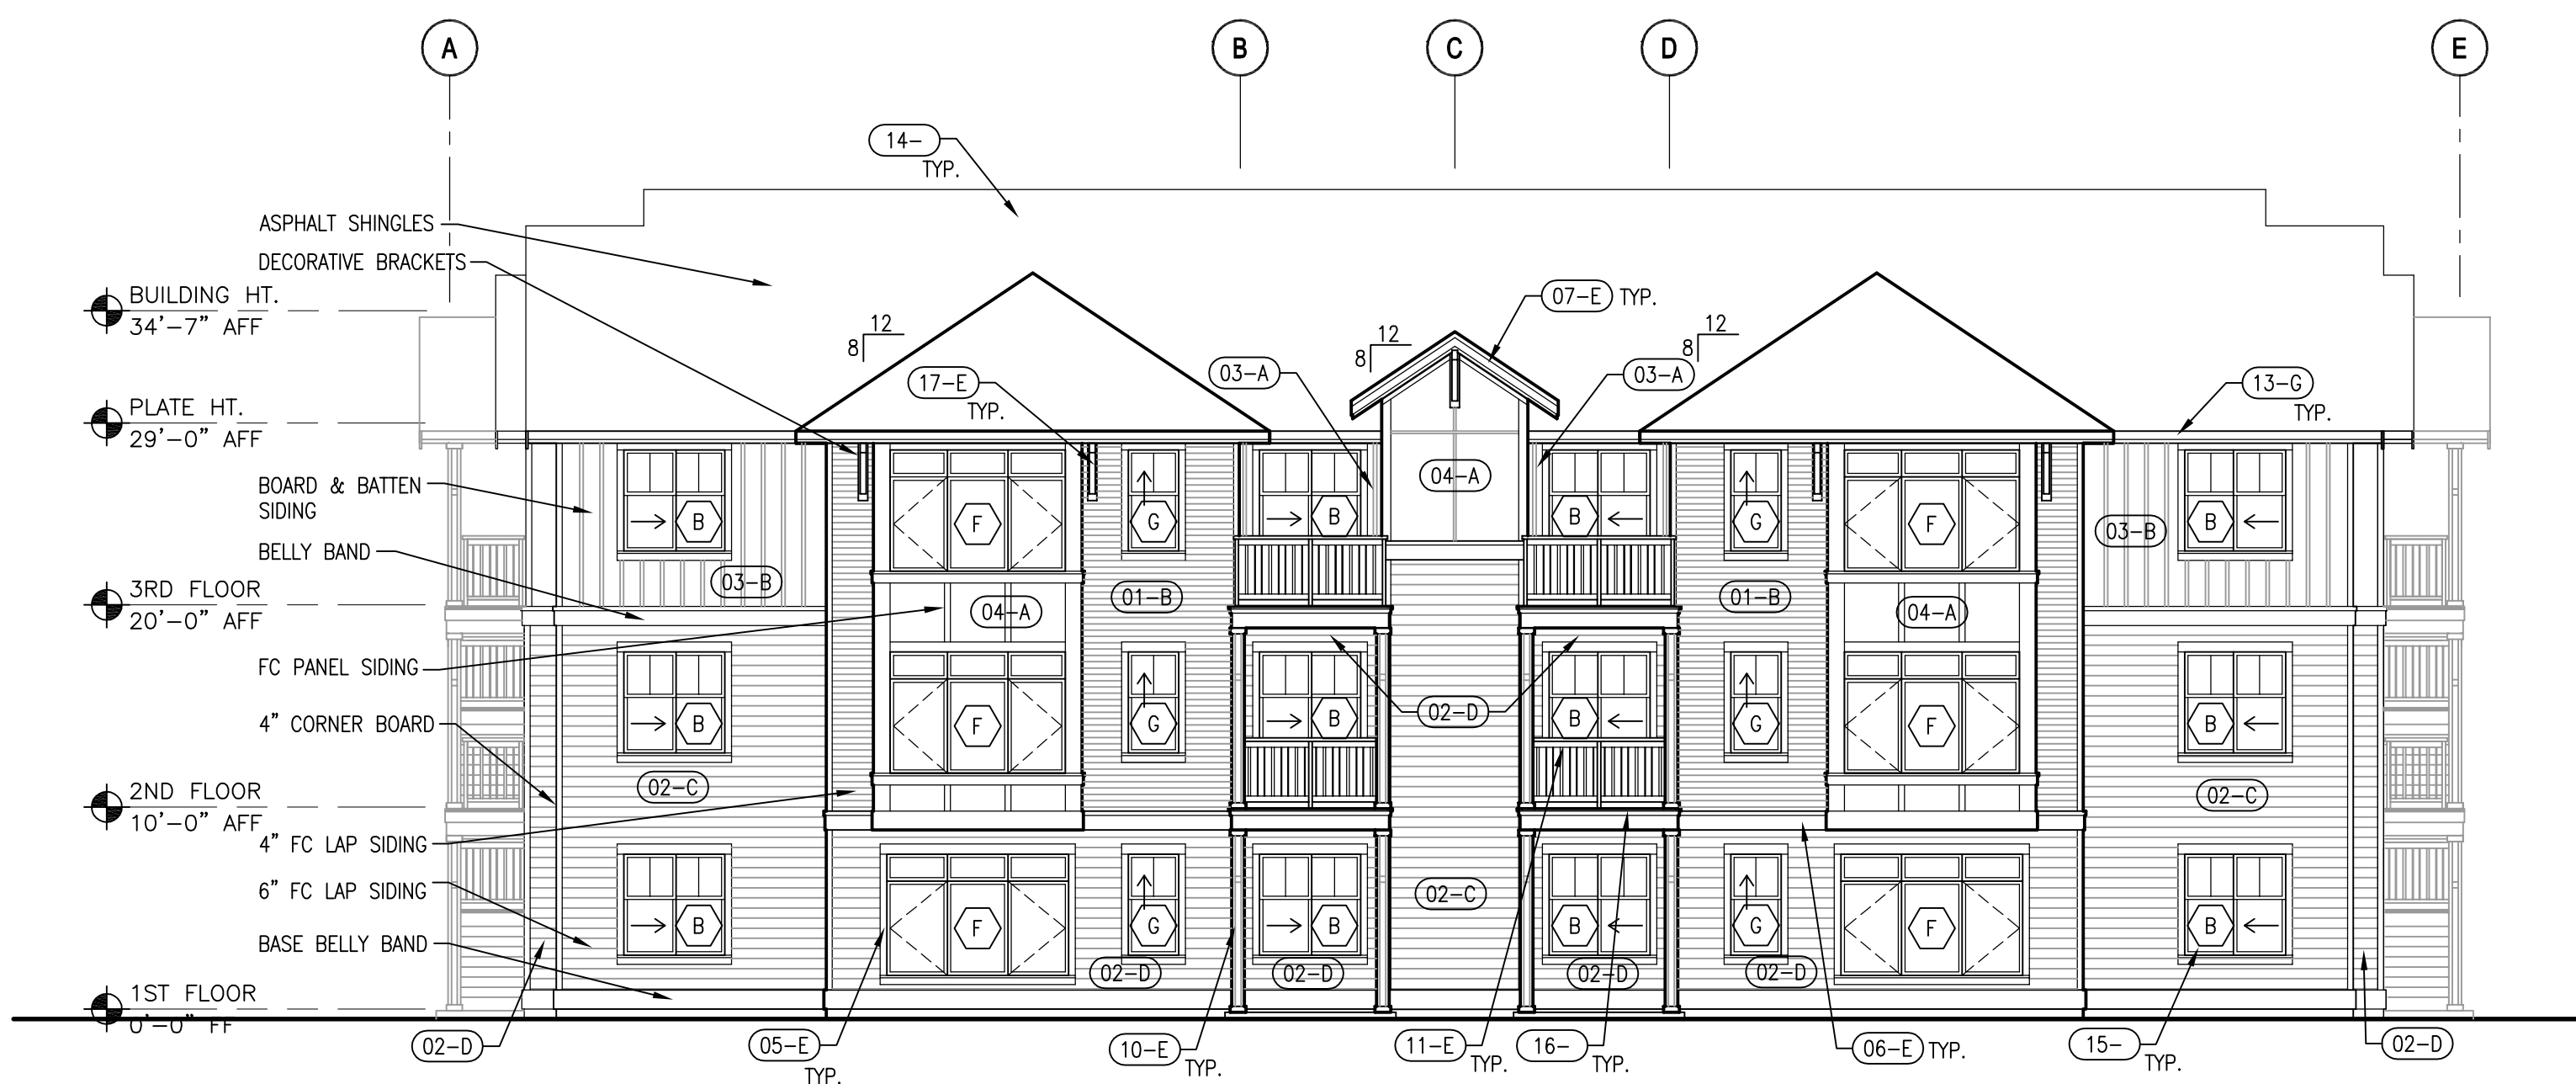 A
B
C
D
E
14-
TYP.
ASPHALT SHINGLES
DECORATIVE BRACKETS
BUILDING HT.
34'-7" AFF
07-E TYP.
12
8
12
8
12
8
17-E
TYP.
03-A
03-A
13-G
TYP.
PLATE HT.
29'-0" AFF
04-A
BOARD & BATTEN
SIDING
B
F
G
B
B
G
F
B
03-B
BELLY BAND
03-B
3RD FLOOR
20'-0" AFF
04-A
01-B
01-B
04-A
FC PANEL SIDING
4" CORNER BOARD
B
F
G
B
02-D
B
G
F
B
2ND FLOOR
10'-0" AFF
02-C
02-C
4" FC LAP SIDING
6" FC LAP SIDING
02-C
BASE BELLY BAND
B
F
G
B
B
G
F
B
02-D
02-D
02-D
02-D
1ST FLOOR
0'-0" FF
02-D
05-E
TYP.
10-E
TYP.
11-E
TYP.
16-
TYP.
06-E TYP.
15-
TYP.
02-D